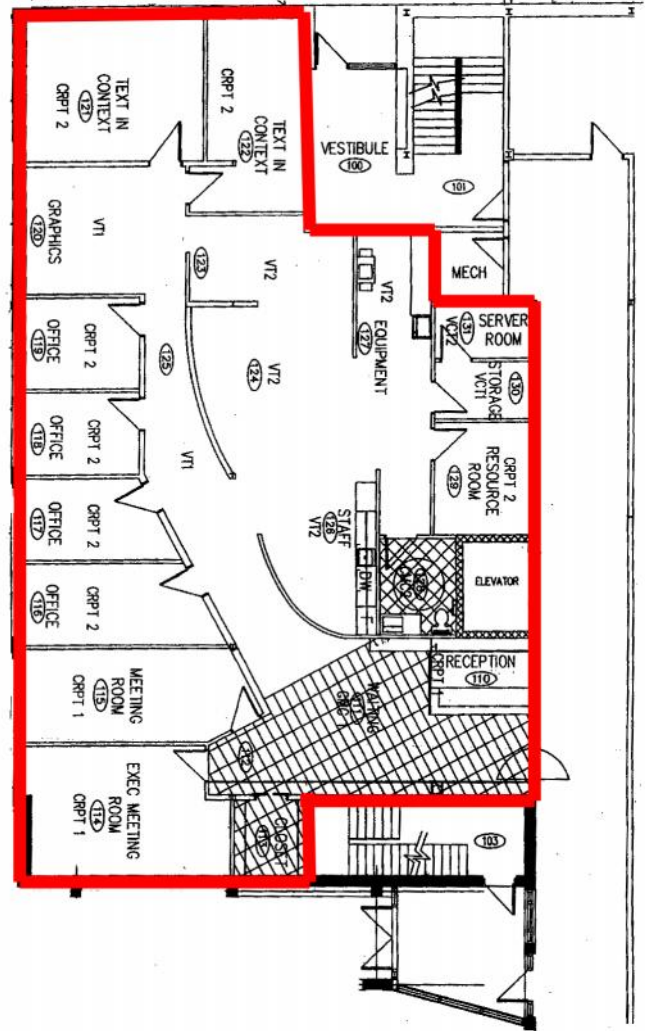 TEXT IN
CONTEXT
121
CRPT 2
TEXT IN
CONTEXT
122
CRPT 2
VESTIBULE
100
101
MECH
GRAPHICS
120
VT1
123
VT2
VT2
EQUIPMENT
127
SERVER
ROOM
131
VCT2
STORAGE
VCT1
130
OFFICE
119
CRPT 2
125
124
VT2
OFFICE
118
CRPT 2
VT1
CRPT 2
RESOURCE
ROOM
129
OFFICE
117
CRPT 2
STAFF
126
VT2
DW
ELEVATOR
OFFICE
116
CRPT 2
MEETING
ROOM
115
CRPT 1
WAITING
111
RECEPTION
110
CRPT 1
112
EXEC MEETING
ROOM
114
CRPT 1
CLOSET
113
103